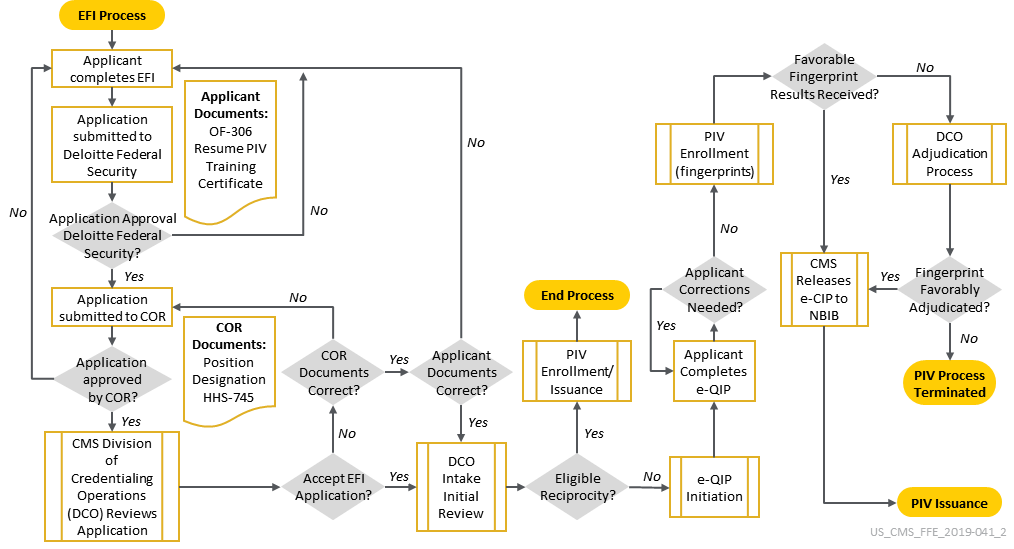 EFI Process
Applicant
completes EFI
Application
submitted to
Deloitte Federal
Security
Applicant
Documents:
OF-306
Resume PIV
Training
Certificate
No
Application Approval
Deloitte Federal
Security?
No
Yes
Application
submitted to COR
No
COR
Documents:
Position
Designation
HHS-745
Application
approved
by COR?
Yes
CMS Division of
Credentialing
Operations
(DCO) Reviews
Application
COR
Documents
Correct?
Yes
No
Accept EFI
Application?
Yes
No
Applicant
Documents
Correct?
Yes
DCO
Intake
Initial
Review
End Process
PIV
Enrollment/
Issuance
Yes
Eligible
Reciprocity?
No
e-QIP
Initiation
Applicant
Completes
e-QIP
Yes
Applicant
Corrections
Needed?
No
PIV
Enrollment
(fingerprints)
Favorable
Fingerprint
Results Received?
No
Yes
DCO
Adjudication
Process
CMS
Releases
e-CIP to
NBIB
Yes
Fingerprint
Favorably
Adjudicated?
No
PIV Process
Terminated
PIV Issuance
US_CMS_FFE_2019-041_2